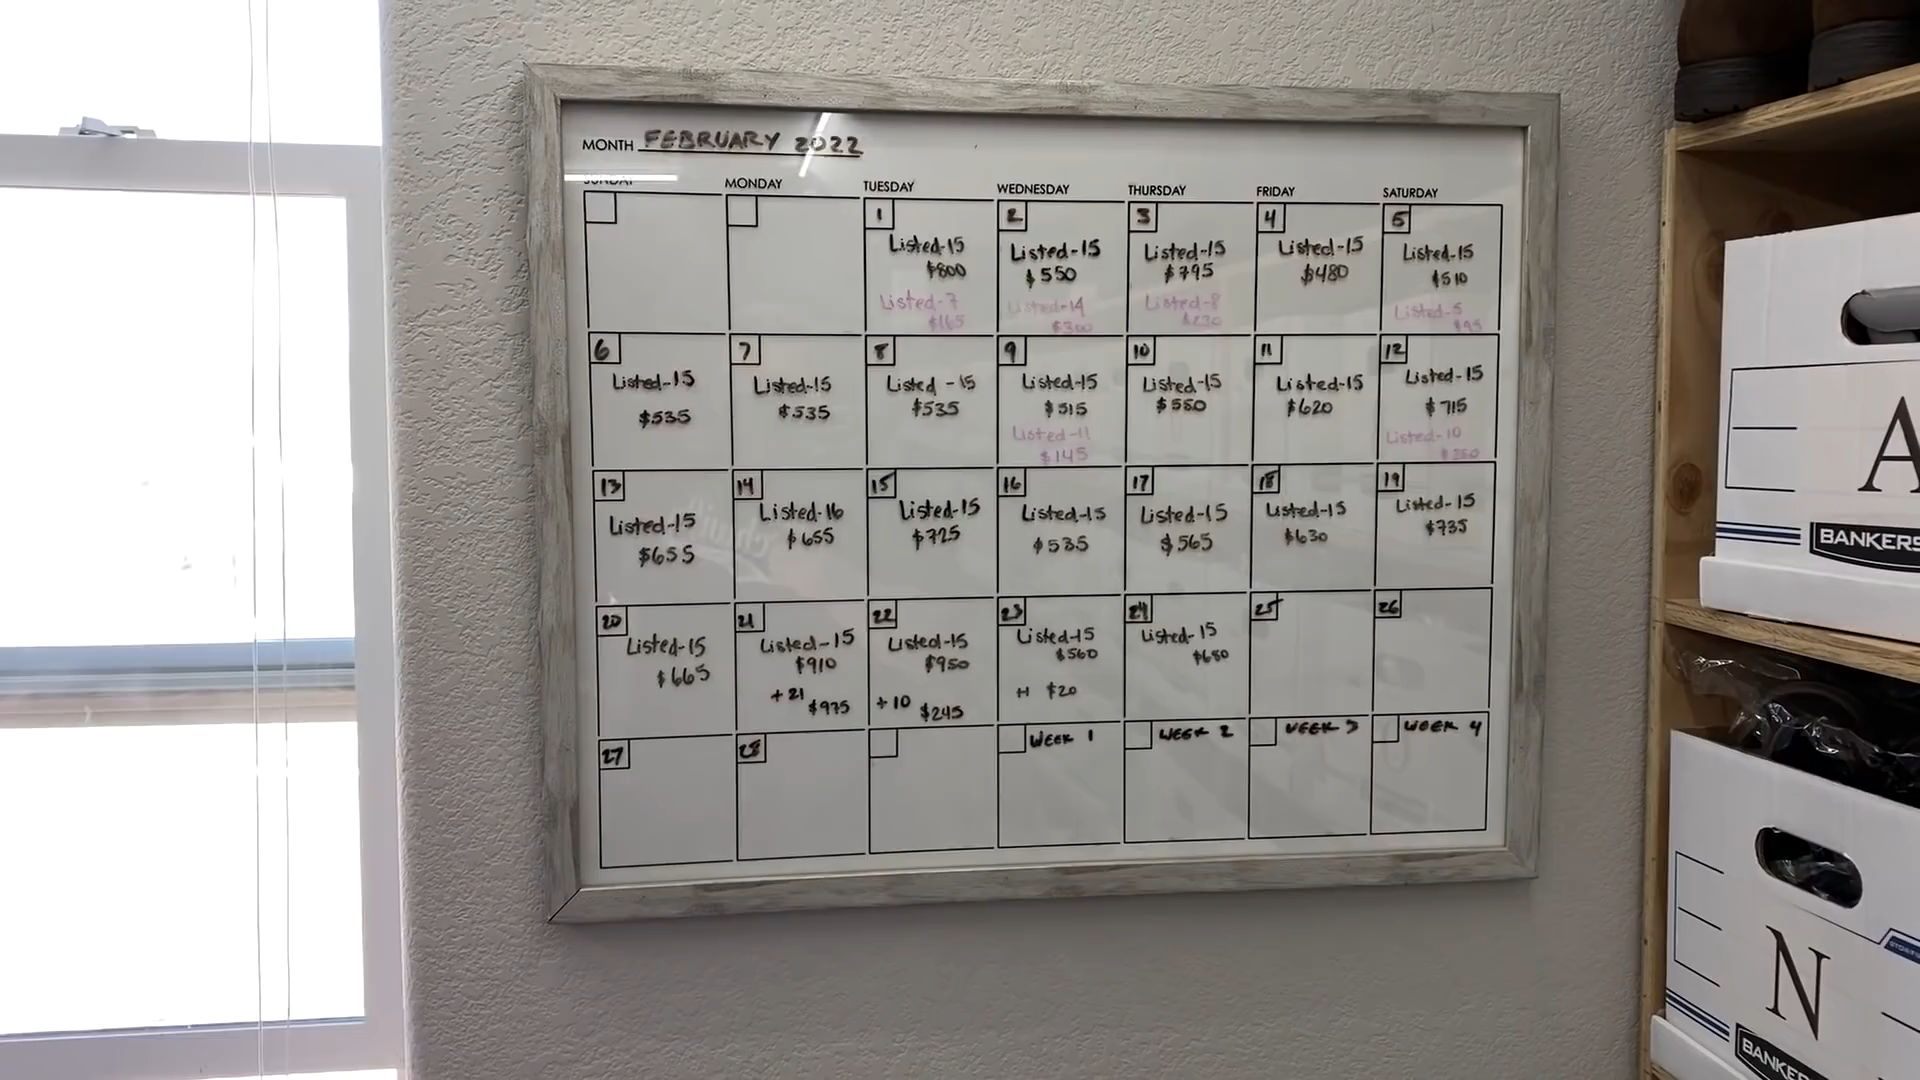 MONTH FEBRUARY 2022
SUNDAY MONDAY TUESDAY WEDNESDAY THURSDAY FRIDAY SATURDAY
1
Listed-15
$800
Listed-7
$165
2
Listed-15
$550
Listed-14
$300
3
Listed-15
$795
Listed-8
$230
4
Listed-15
$480
5
Listed-15
$510
Listed-5
$95
6
Listed-15
$535
7
Listed-15
$535
8
Listed-15
$535
9
Listed-15
$515
Listed-11
$145
10
Listed-15
$550
11
Listed-15
$620
12
Listed-15
$715
Listed-10
13
Listed-15
$655
14
Listed-16
$655
15
Listed-15
$725
16
Listed-15
$535
17
Listed-15
$565
18
Listed-15
$630
19
Listed-15
$735
20
Listed-15
$665
21
Listed-15
$910
+21
$975
22
Listed-15
$950
+10
$245
23
Listed-15
$560
+1 $20
24
Listed-15
$680
25
26
27
28
WEEK 1
WEEK 2
WEEK 3
WEEK 4
A
BANKERS
N
BANKE